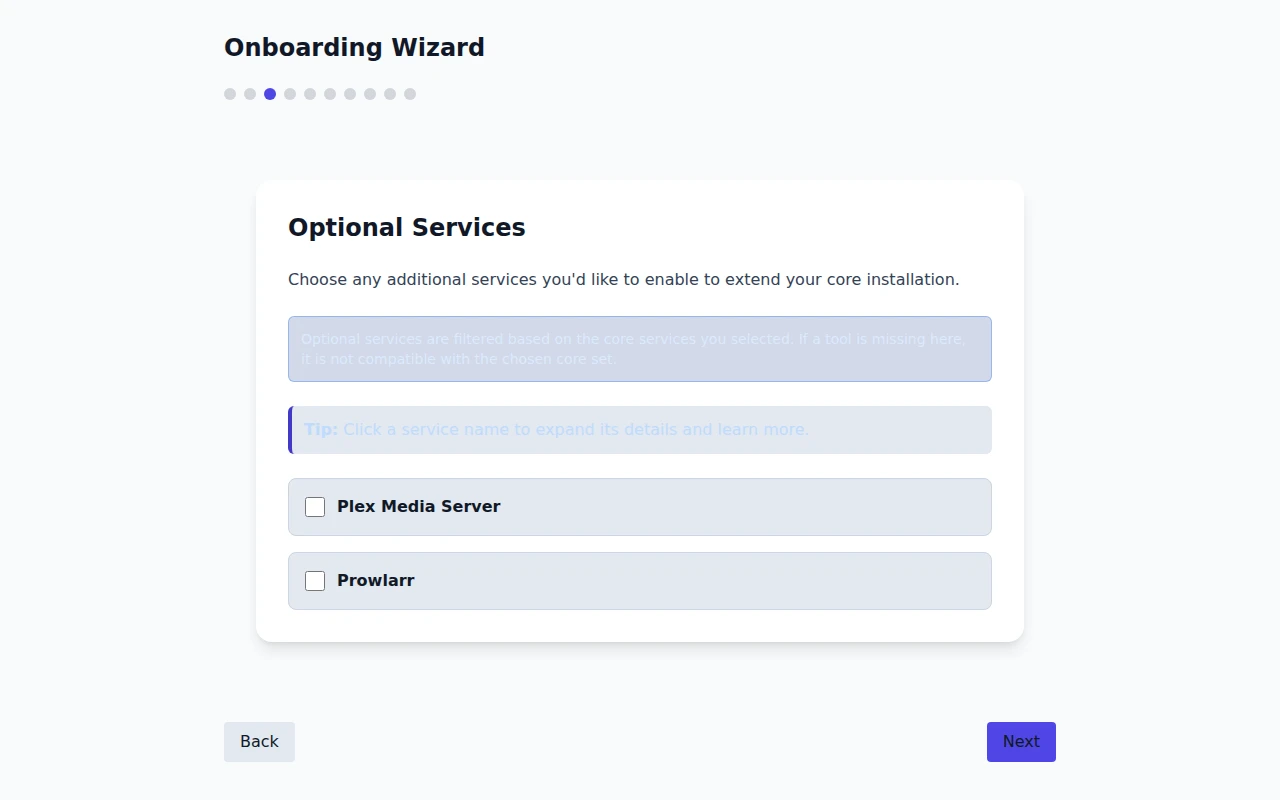 Onboarding Wizard
Optional Services
Choose any additional services you'd like to enable to extend your core installation.
Optional services are filtered based on the core services you selected. If a tool is missing here,
it is not compatible with the chosen core set.
Tip: Click a service name to expand its details and learn more.
Plex Media Server
Prowlarr
Back
Next